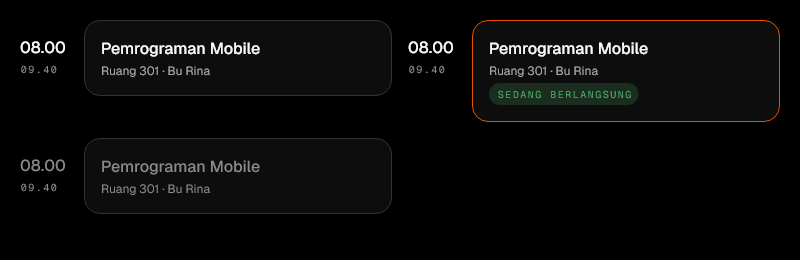 08.00
09.40
Pemrograman Mobile
Ruang 301 · Bu Rina
08.00
09.40
Pemrograman Mobile
Ruang 301 · Bu Rina
SEDANG BERLANGSUNG
08.00
09.40
Pemrograman Mobile
Ruang 301 · Bu Rina